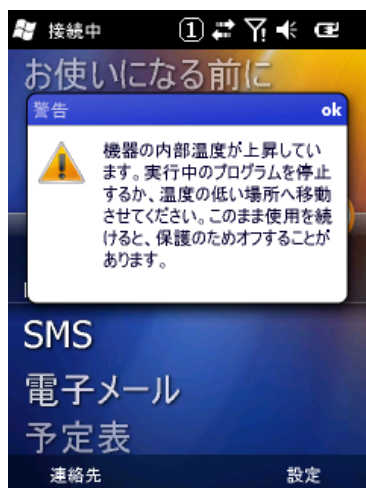 接続中
1
お使いになる前に
警告 ok
機器の内部温度が上昇してい
ます。実行中のプログラムを停止
するか、温度の低い場所へ移動
させてください。このまま使用を続
けると、保護のためオフすることが
あります。
SMS
電子メール
予定表
連絡先 設定